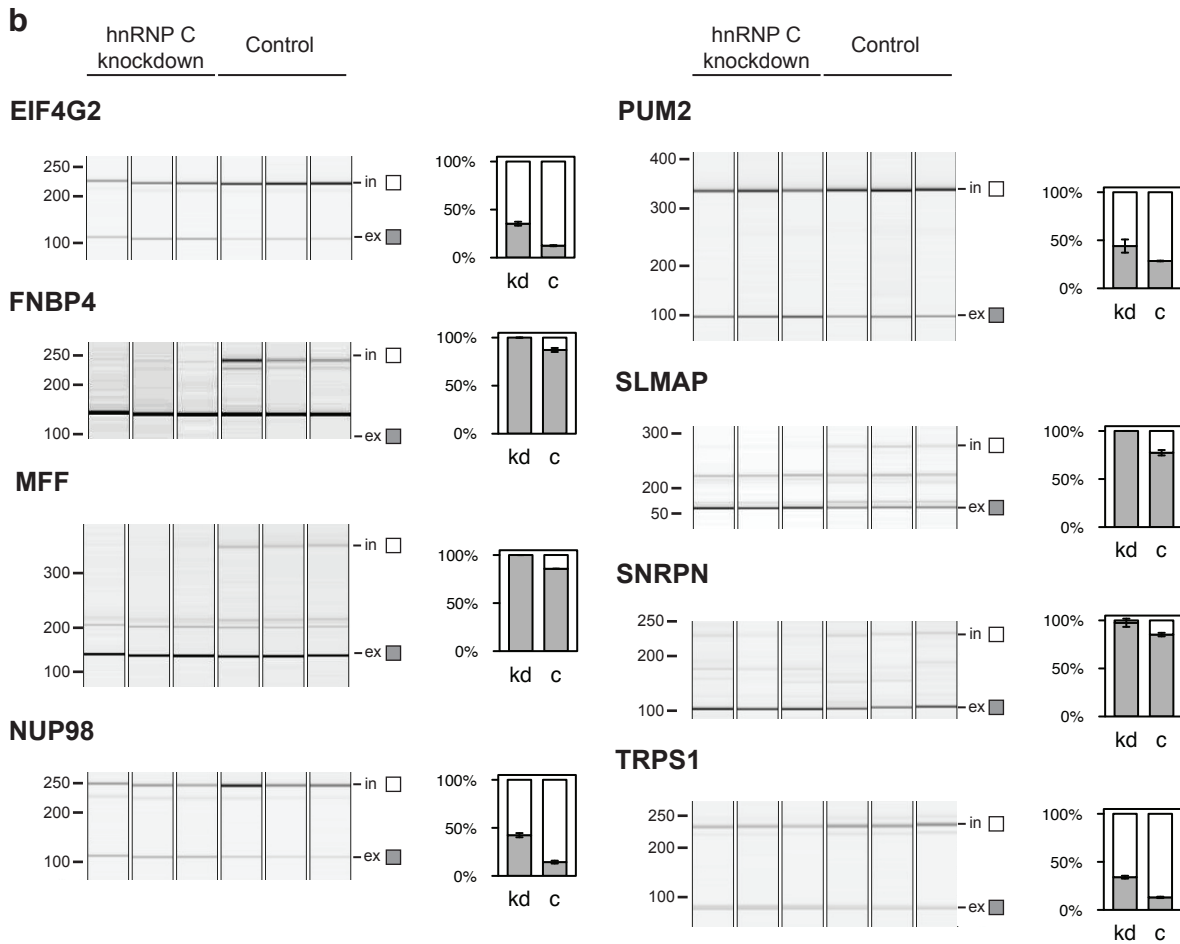 b
hnRNP C
knockdown
Control
EIF4G2
250
200
100
in
ex
100%
50%
0%
kd c
FNBP4
250
200
100
in
ex
100%
50%
0%
kd c
MFF
300
200
100
in
ex
100%
50%
0%
kd c
NUP98
250
200
100
in
ex
100%
50%
0%
kd c
hnRNP C
knockdown
Control
PUM2
400
300
200
100
in
ex
100%
50%
0%
kd c
SLMAP
300
200
50
in
ex
100%
50%
0%
kd c
SNRPN
250
200
100
in
ex
100%
50%
0%
kd c
TRPS1
250
200
100
in
ex
100%
50%
0%
kd c